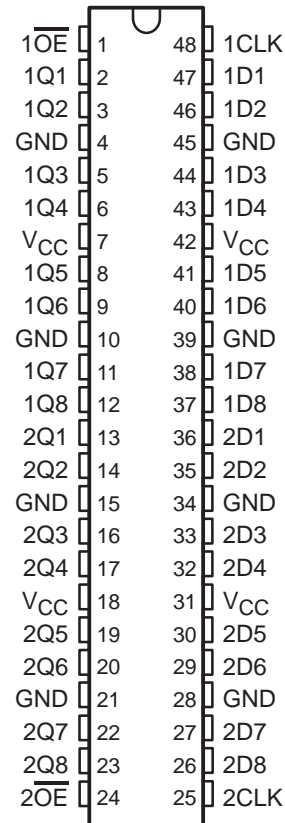 1O̅E̅ 1 48 1CLK
1Q1 2 47 1D1
1Q2 3 46 1D2
GND 4 45 GND
1Q3 5 44 1D3
1Q4 6 43 1D4
VCC 7 42 VCC
1Q5 8 41 1D5
1Q6 9 40 1D6
GND 10 39 GND
1Q7 11 38 1D7
1Q8 12 37 1D8
2Q1 13 36 2D1
2Q2 14 35 2D2
GND 15 34 GND
2Q3 16 33 2D3
2Q4 17 32 2D4
VCC 18 31 VCC
2Q5 19 30 2D5
2Q6 20 29 2D6
GND 21 28 GND
2Q7 22 27 2D7
2Q8 23 26 2D8
2O̅E̅ 24 25 2CLK